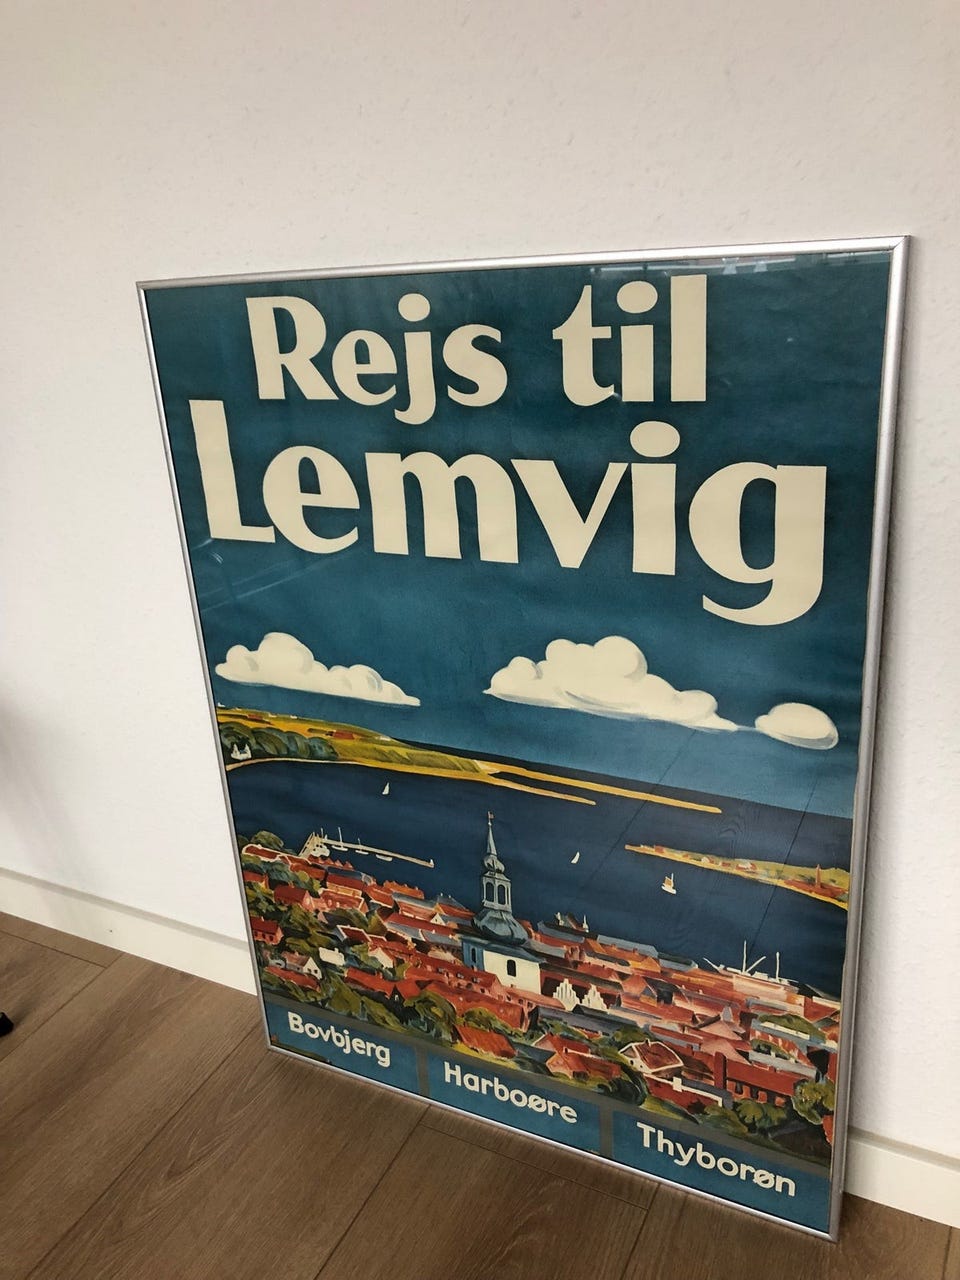 Rejs til
Lemvig
Bovbjerg
Harboøre
Thyborøn